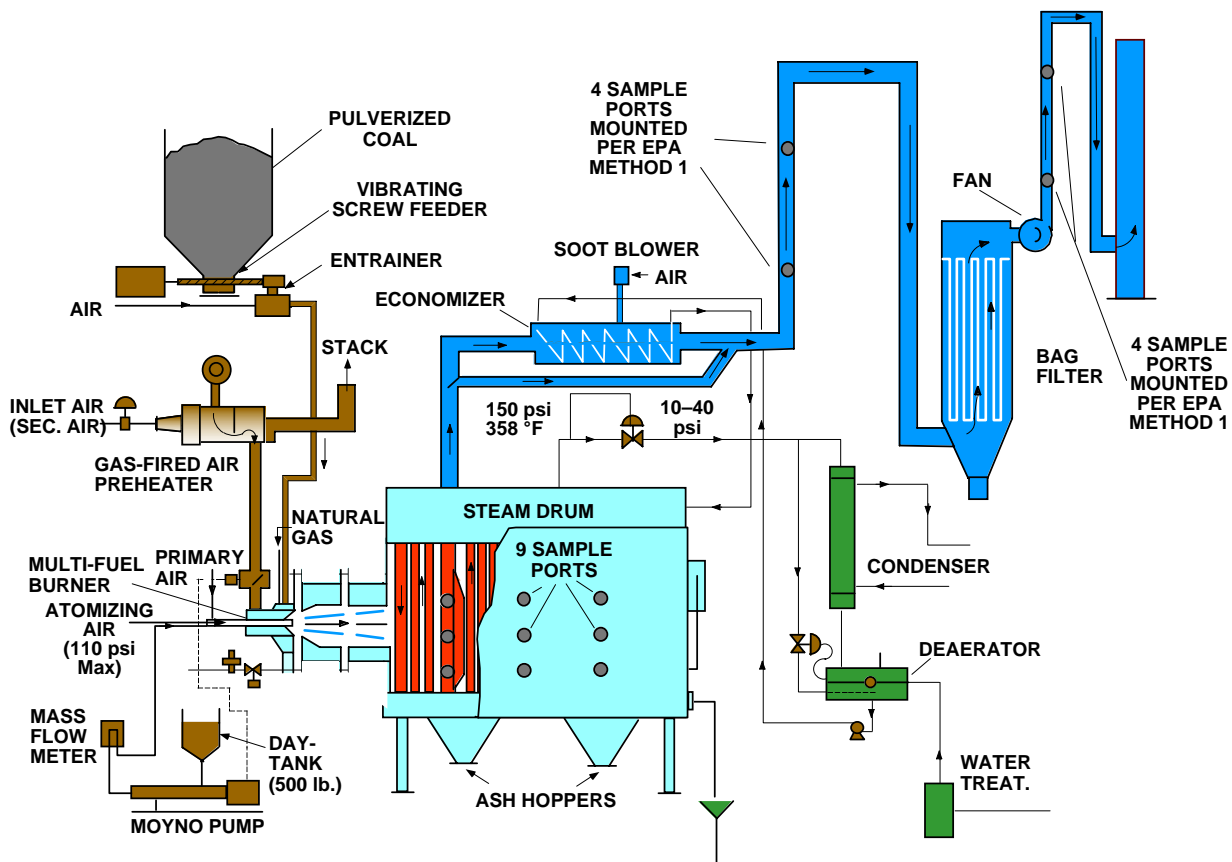 PULVERIZED
COAL
VIBRATING
SCREW FEEDER
ENTRAINER
AIR
STACK
INLET AIR
(SEC. AIR)
GAS-FIRED AIR
PREHEATER
NATURAL
GAS
PRIMARY
AIR
MULTI-FUEL
BURNER
ATOMIZING
AIR
(110 psi
Max)
MASS
FLOW
METER
DAY-
TANK
(500 lb.)
MOYNO PUMP
4 SAMPLE
PORTS
MOUNTED
PER EPA
METHOD 1
SOOT BLOWER
AIR
ECONOMIZER
150 psi
358 °F
10–40
psi
STEAM DRUM
9 SAMPLE
PORTS
ASH HOPPERS
FAN
BAG
FILTER
4 SAMPLE
PORTS
MOUNTED
PER EPA
METHOD 1
CONDENSER
DEAERATOR
WATER
TREAT.